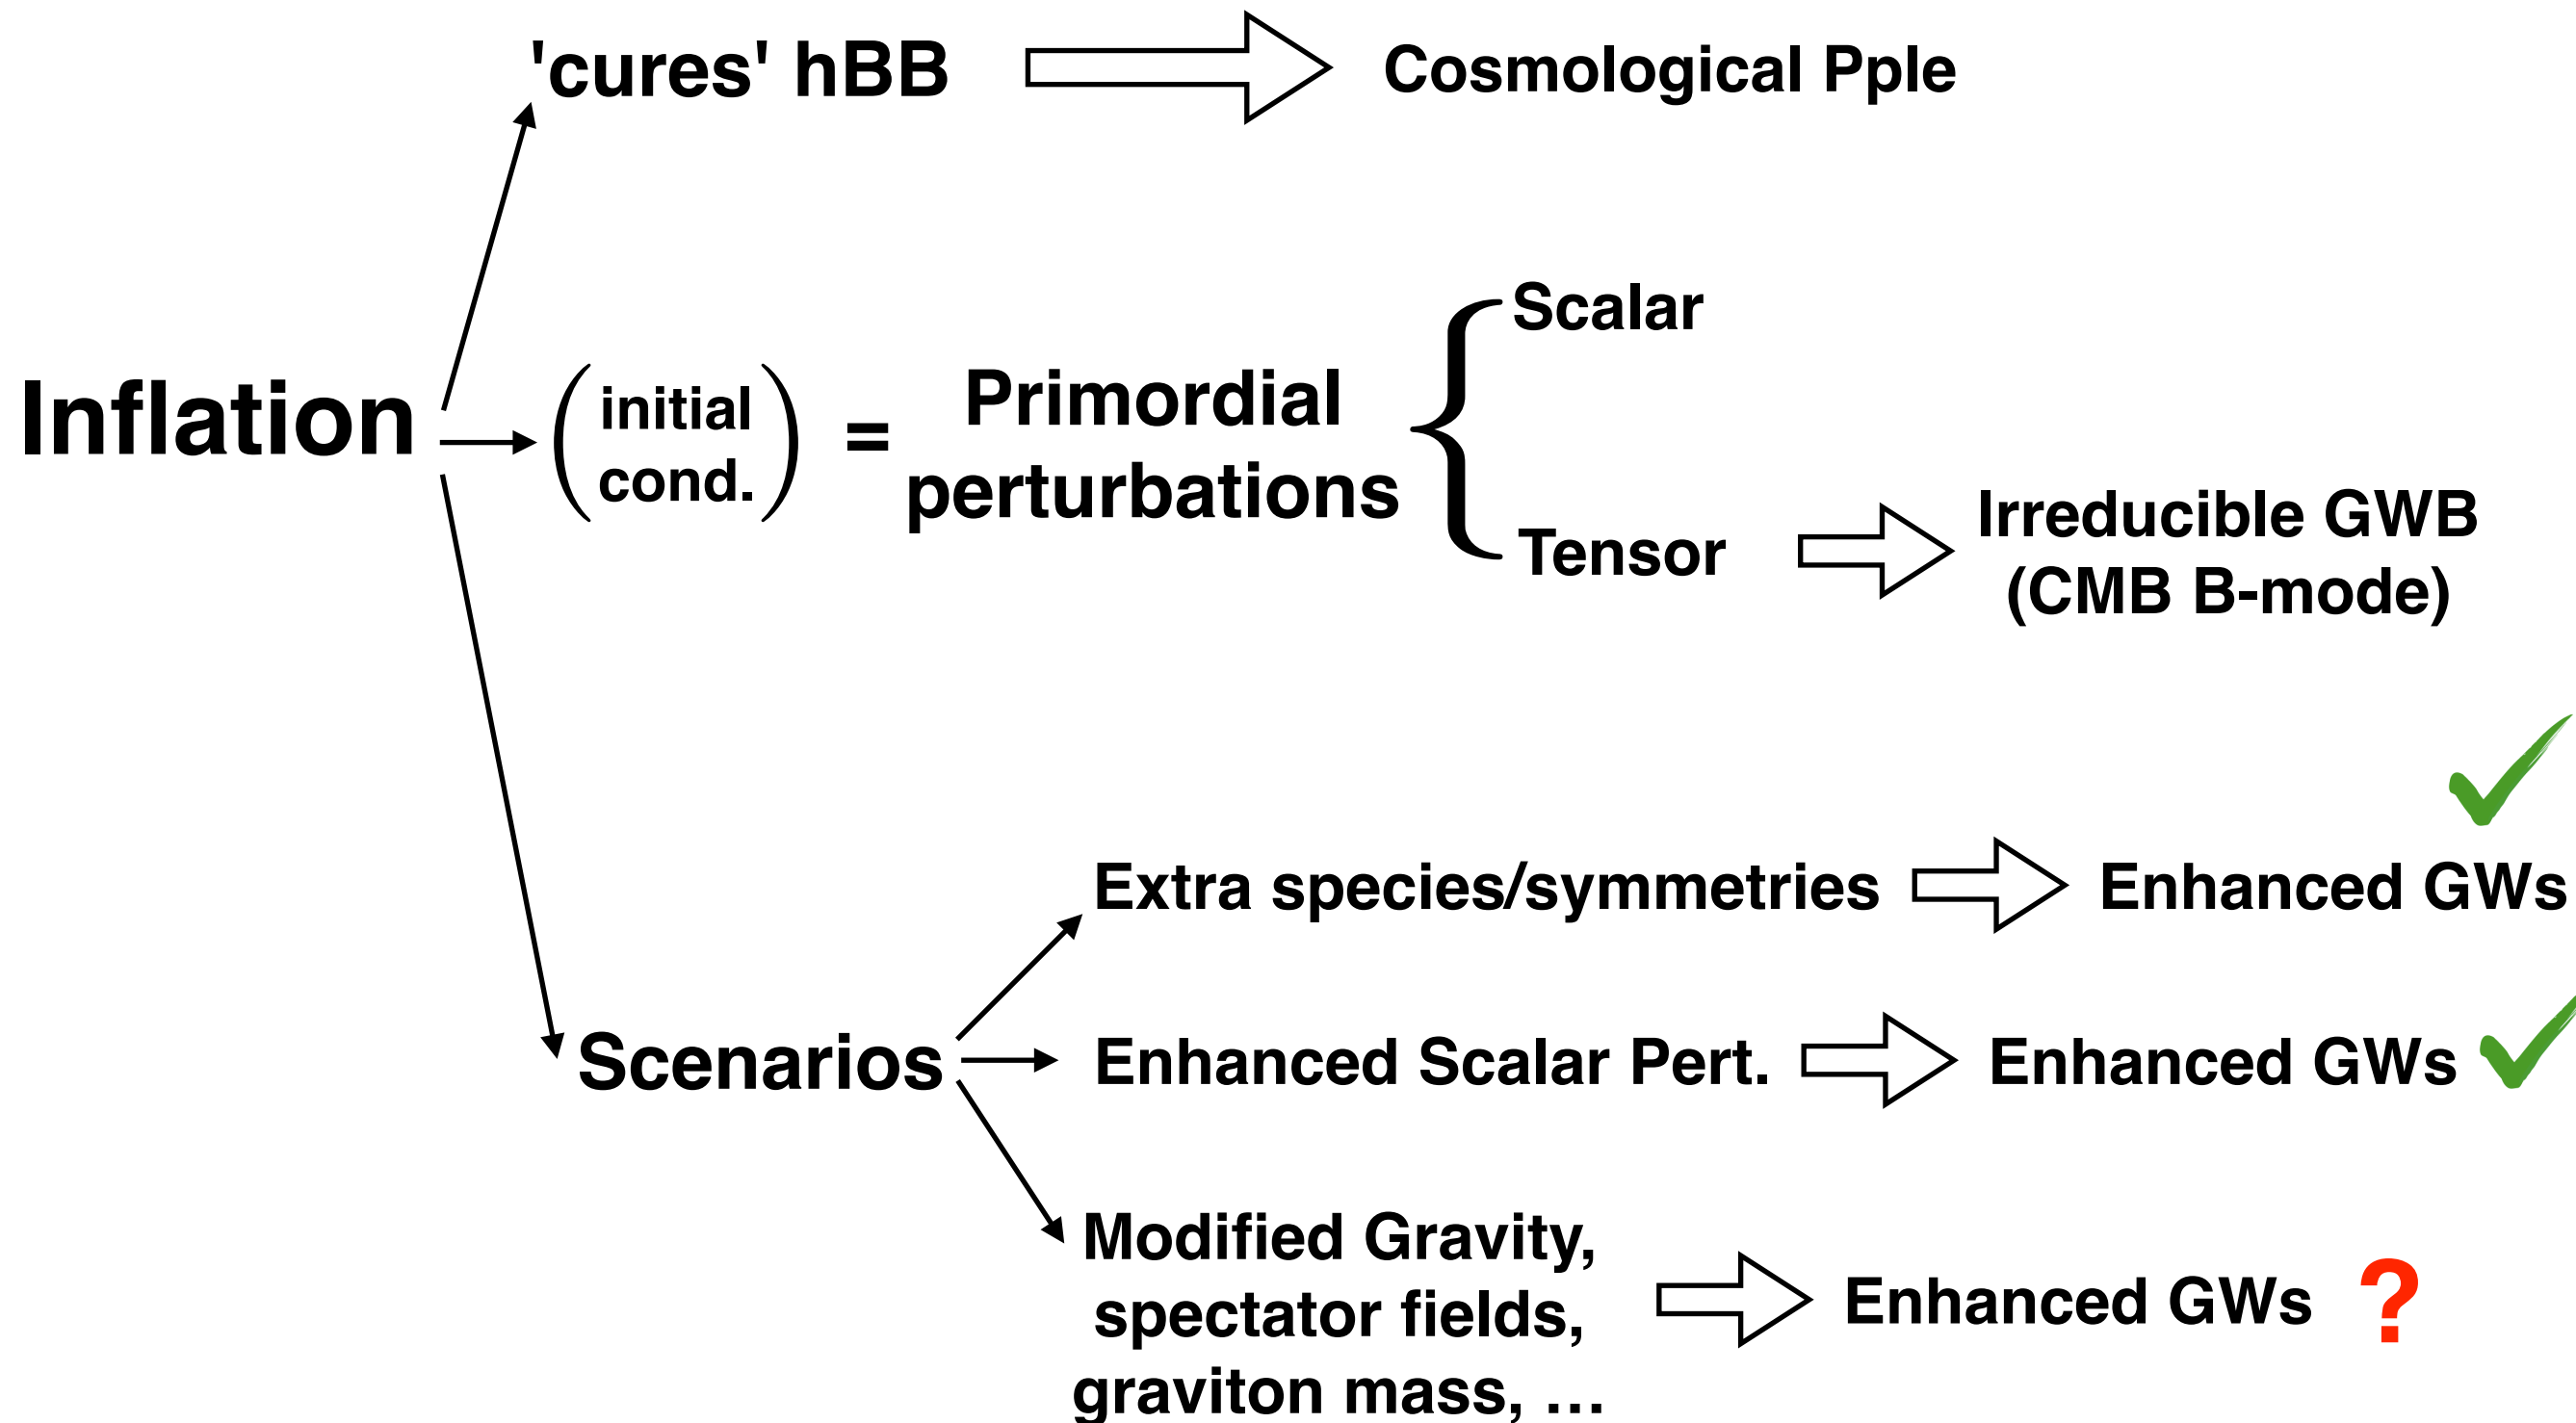 'cures' hBB
Cosmological Pple
Inflation
initial
cond.
=
Primordial
perturbations
Scalar
Tensor
Irreducible GWB
(CMB B-mode)
Extra species/symmetries
Enhanced GWs
Scenarios
Enhanced Scalar Pert.
Enhanced GWs
Modified Gravity,
spectator fields,
graviton mass, …
Enhanced GWs
?